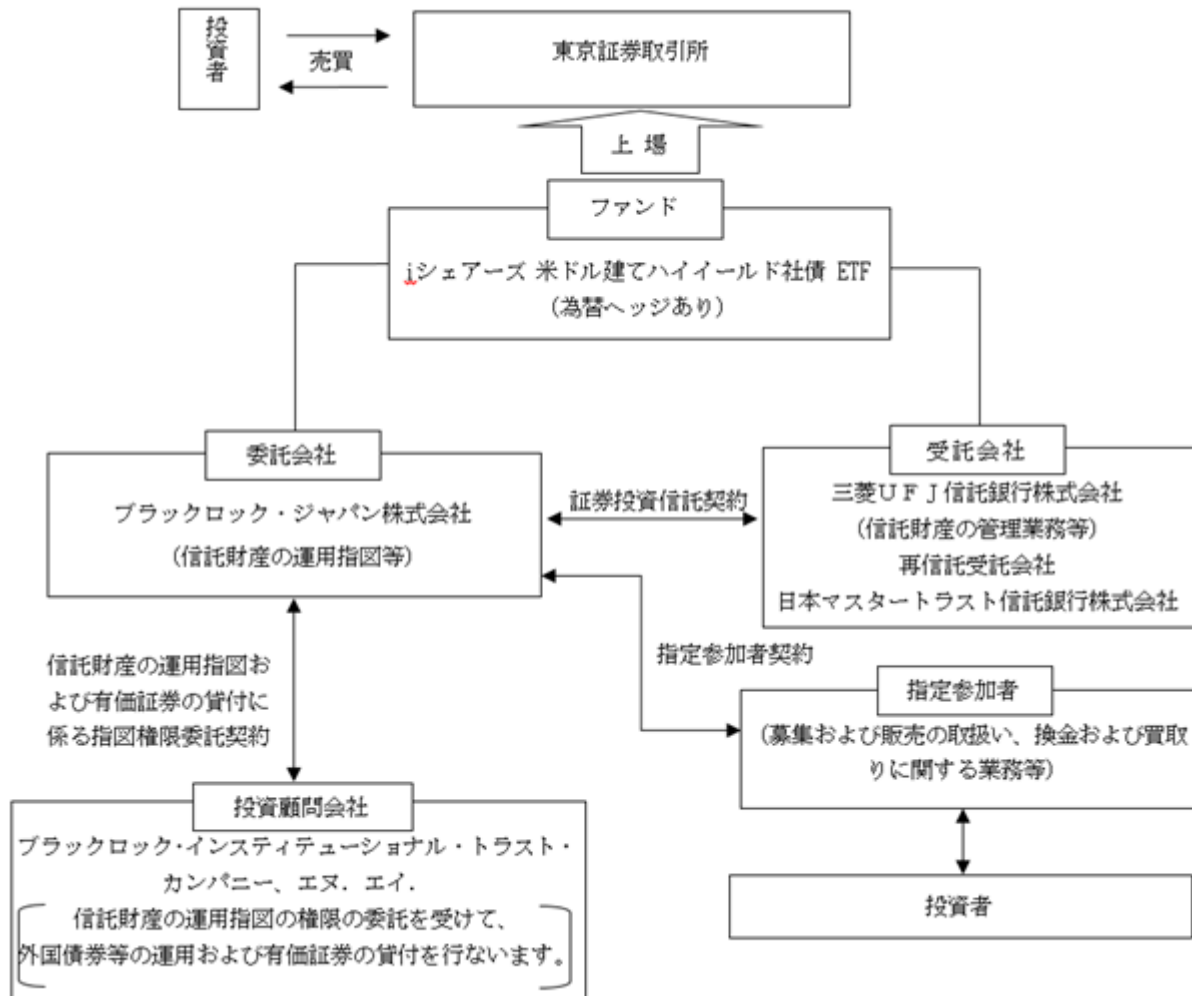 投資者
売買
東京証券取引所
上 場
ファンド
iシェアーズ 米ドル建てハイイールド社債 ETF
（為替ヘッジあり）
委託会社
ブラックロック・ジャパン株式会社
（信託財産の運用指図等）
証券投資信託契約
受託会社
三菱ＵＦＪ信託銀行株式会社
（信託財産の管理業務等）
再信託受託会社
日本マスタートラスト信託銀行株式会社
信託財産の運用指図お
よび有価証券の貸付に
係る指図権限委託契約
指定参加者契約
指定参加者
（募集および販売の取扱い、換金および買取
りに関する業務等）
投資顧問会社
ブラックロック・インスティテューショナル・トラスト・
カンパニー、エヌ．エイ．
信託財産の運用指図の権限の委託を受けて、
外国債券等の運用および有価証券の貸付を行ないます。
投資者